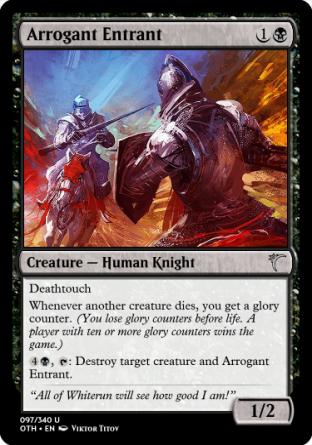 Arrogant Entrant 1
Creature — Human Knight
Deathtouch
Whenever another creature dies, you get a glory
counter. (You lose glory counters before life. A
player with ten or more glory counters wins the
game.)
4, : Destroy target creature and Arrogant
Entrant.
“All of Whiterun will see how good I am!”
1/2
097/340 U
OTH • EN Viktor Titov